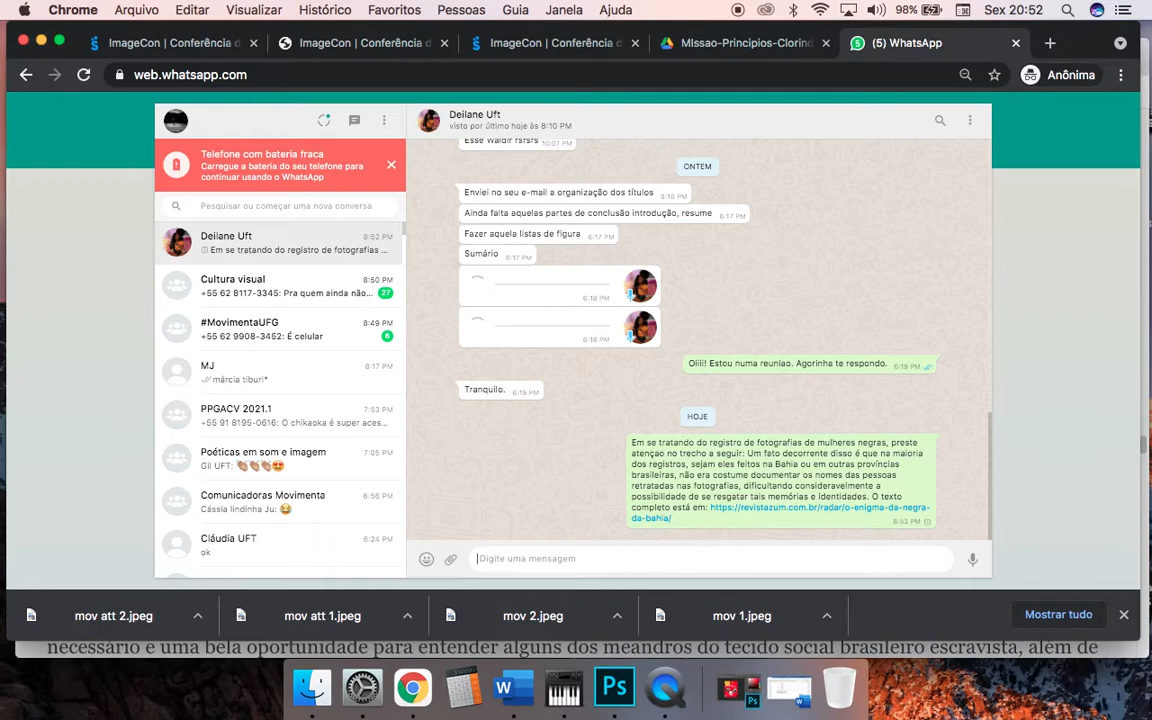 Chrome Arquivo Editar Visualizar Histórico Favoritos Pessoas Guia Janela Ajuda 98% Sex 20:52
ImageCon | Conferência d
ImageCon | Conferência d
ImageCon | Conferência d
MIssao-Principios-Clorind
(5) WhatsApp
web.whatsapp.com
Anônima
Telefone com bateria fraca
Carregue a bateria do seu telefone para
continuar usando o WhatsApp
Pesquisar ou começar uma nova conversa
Deilane Uft 8:52 PM
Em se tratando do registro de fotografias ...
Cultura visual 8:50 PM
+55 62 8117-3345: Pra quem ainda não... 27
#MovimentaUFG 8:49 PM
+55 62 9908-3452: É celular 6
MJ 8:17 PM
márcia tiburi*
PPGACV 2021.1 7:53 PM
+55 91 8195-0616: O chikaoka é super aces...
Poéticas em som e imagem 7:05 PM
Gil UFT: 👏🏽👏🏽👏🏽😍
Comunicadoras Movimenta 6:56 PM
Cássia lindinha Ju: 😂
Cláudia UFT 6:24 PM
ok
Deilane Uft
visto por último hoje às 8:10 PM
Esse Waldir rsrsrs 10:07 PM
ONTEM
Enviei no seu e-mail a organização dos títulos 6:16 PM
Ainda falta aquelas partes de conclusão introdução, resume 6:17 PM
Fazer aquela listas de figura 6:17 PM
Sumário 6:17 PM
6:18 PM
6:18 PM
Oiiii! Estou numa reuniao. Agorinha te respondo. 6:19 PM
Tranquilo. 6:19 PM
HOJE
Em se tratando do registro de fotografias de mulheres negras, preste
atençao no trecho a seguir: Um fato decorrente disso é que na maioria
dos registros, sejam eles feitos na Bahia ou em outras províncias
brasileiras, não era costume documentar os nomes das pessoas
retratadas nas fotografias, dificultando consideravelmente a
possibilidade de se resgatar tais memórias e identidades. O texto
completo está em: https://revistazum.com.br/radar/o-enigma-da-negra-
da-bahia/
8:52 PM
Digite uma mensagem
mov att 2.jpeg
mov att 1.jpeg
mov 2.jpeg
mov 1.jpeg
Mostrar tudo
necessário e uma bela oportunidade para entender alguns dos meandros do tecido social brasileiro escravista, além de
Ps